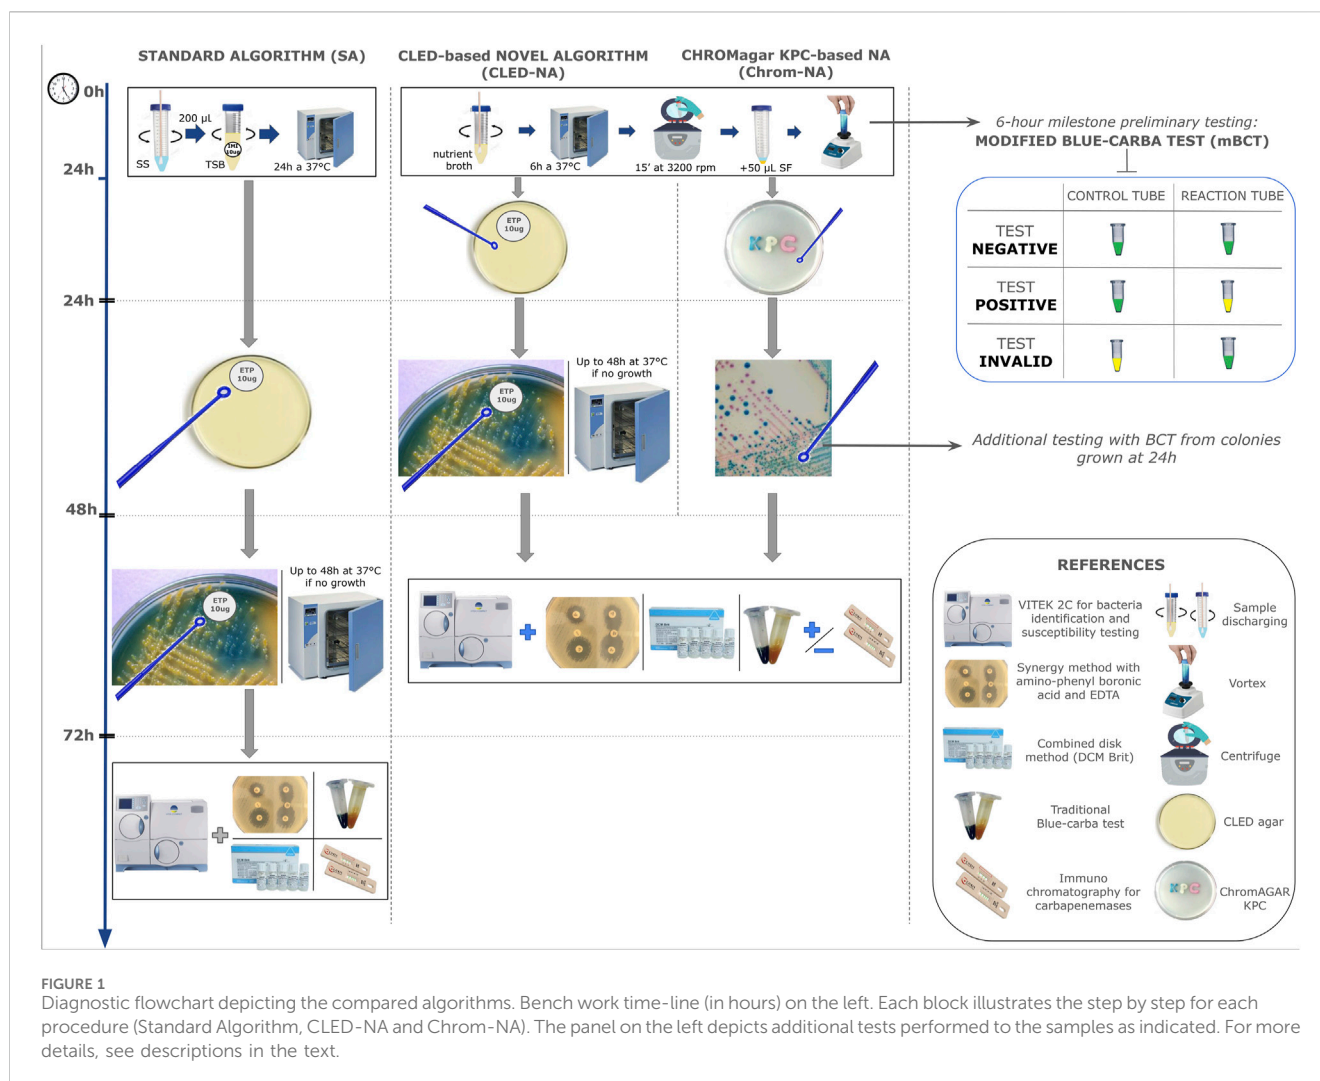 STANDARD ALGORITHM (SA)
CLED-based NOVEL ALGORITHM
(CLED-NA)
CHROMagar KPC-based NA
(Chrom-NA)
0h
200 µL
SS
TSB
IMI
10ug
24h a 37°C
nutrient
broth
6h a 37°C
15’ at 3200 rpm
+50 µL SF
6-hour milestone preliminary testing:
MODIFIED BLUE-CARBA TEST (mBCT)
24h
CONTROL TUBE
REACTION TUBE
TEST
NEGATIVE
TEST
POSITIVE
TEST
INVALID
ETP
10ug
KPC
24h
ETP
10ug
ETP
10ug
Up to 48h at 37°C
if no growth
Additional testing with BCT from colonies
grown at 24h
48h
ETP
10ug
Up to 48h at 37°C
if no growth
72h
REFERENCES
VITEK 2C for bacteria
identification and
susceptibility testing
Sample
discharging
Synergy method with
amino-phenyl boronic
acid and EDTA
Vortex
Combined disk
method (DCM Brit)
Centrifuge
Traditional
Blue-carba test
CLED agar
Immuno
chromatography for
carbapenemases
KPC
ChromAGAR
KPC
FIGURE 1
Diagnostic flowchart depicting the compared algorithms. Bench work time-line (in hours) on the left. Each block illustrates the step by step for each
procedure (Standard Algorithm, CLED-NA and Chrom-NA). The panel on the left depicts additional tests performed to the samples as indicated. For more
details, see descriptions in the text.